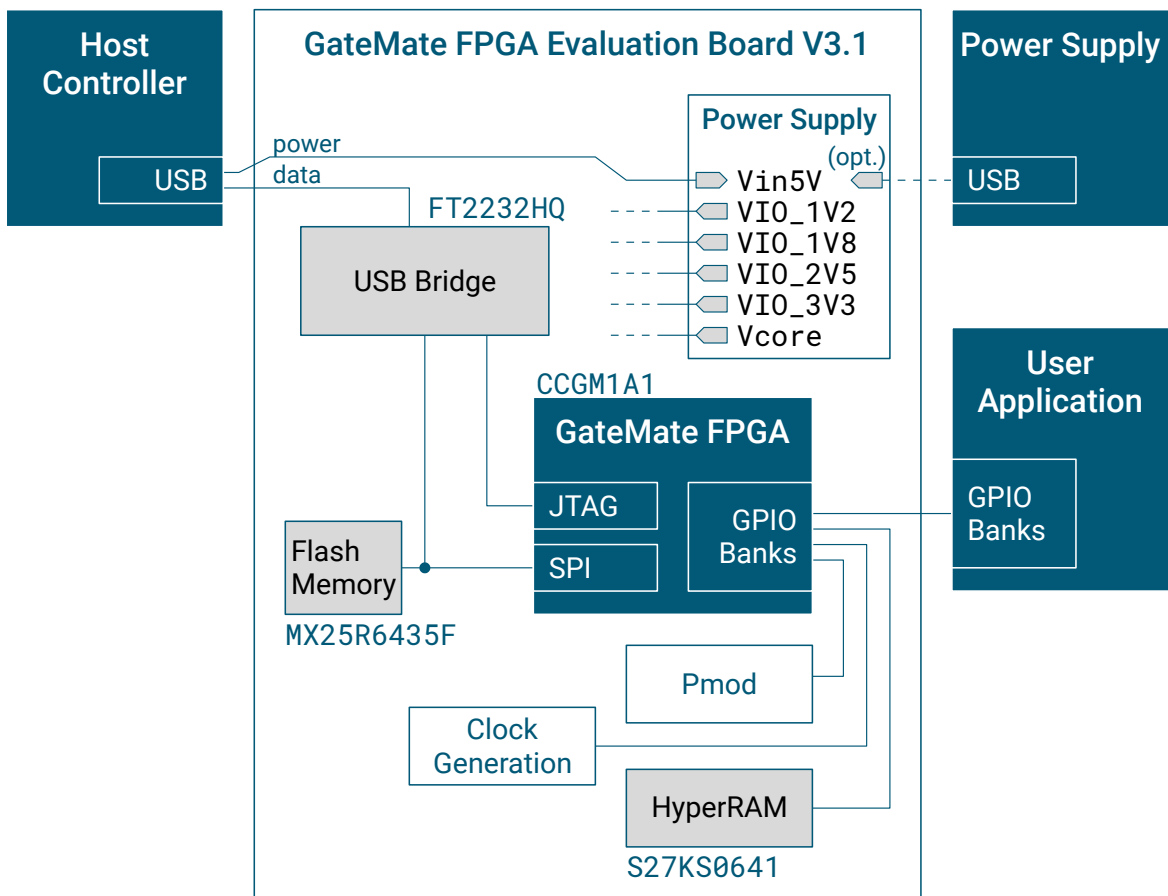 Host
Controller
USB
GateMate FPGA Evaluation Board V3.1
power
data
FT2232HQ
USB Bridge
Power Supply
(opt.)
Vin5V
VIO_1V2
VIO_1V8
VIO_2V5
VIO_3V3
Vcore
Power Supply
USB
CCGM1A1
GateMate FPGA
JTAG
SPI
GPIO
Banks
User
Application
GPIO
Banks
Flash
Memory
MX25R6435F
Pmod
Clock
Generation
HyperRAM
S27KS0641